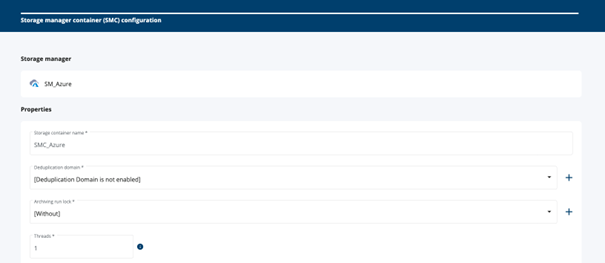 Storage manager container (SMC) configuration
Storage manager
SM_Azure
Properties
Storage container name *
SMC_Azure
Deduplication domain *
[Deduplication Domain is not enabled]
Archiving run lock *
[Without]
Threads *
1